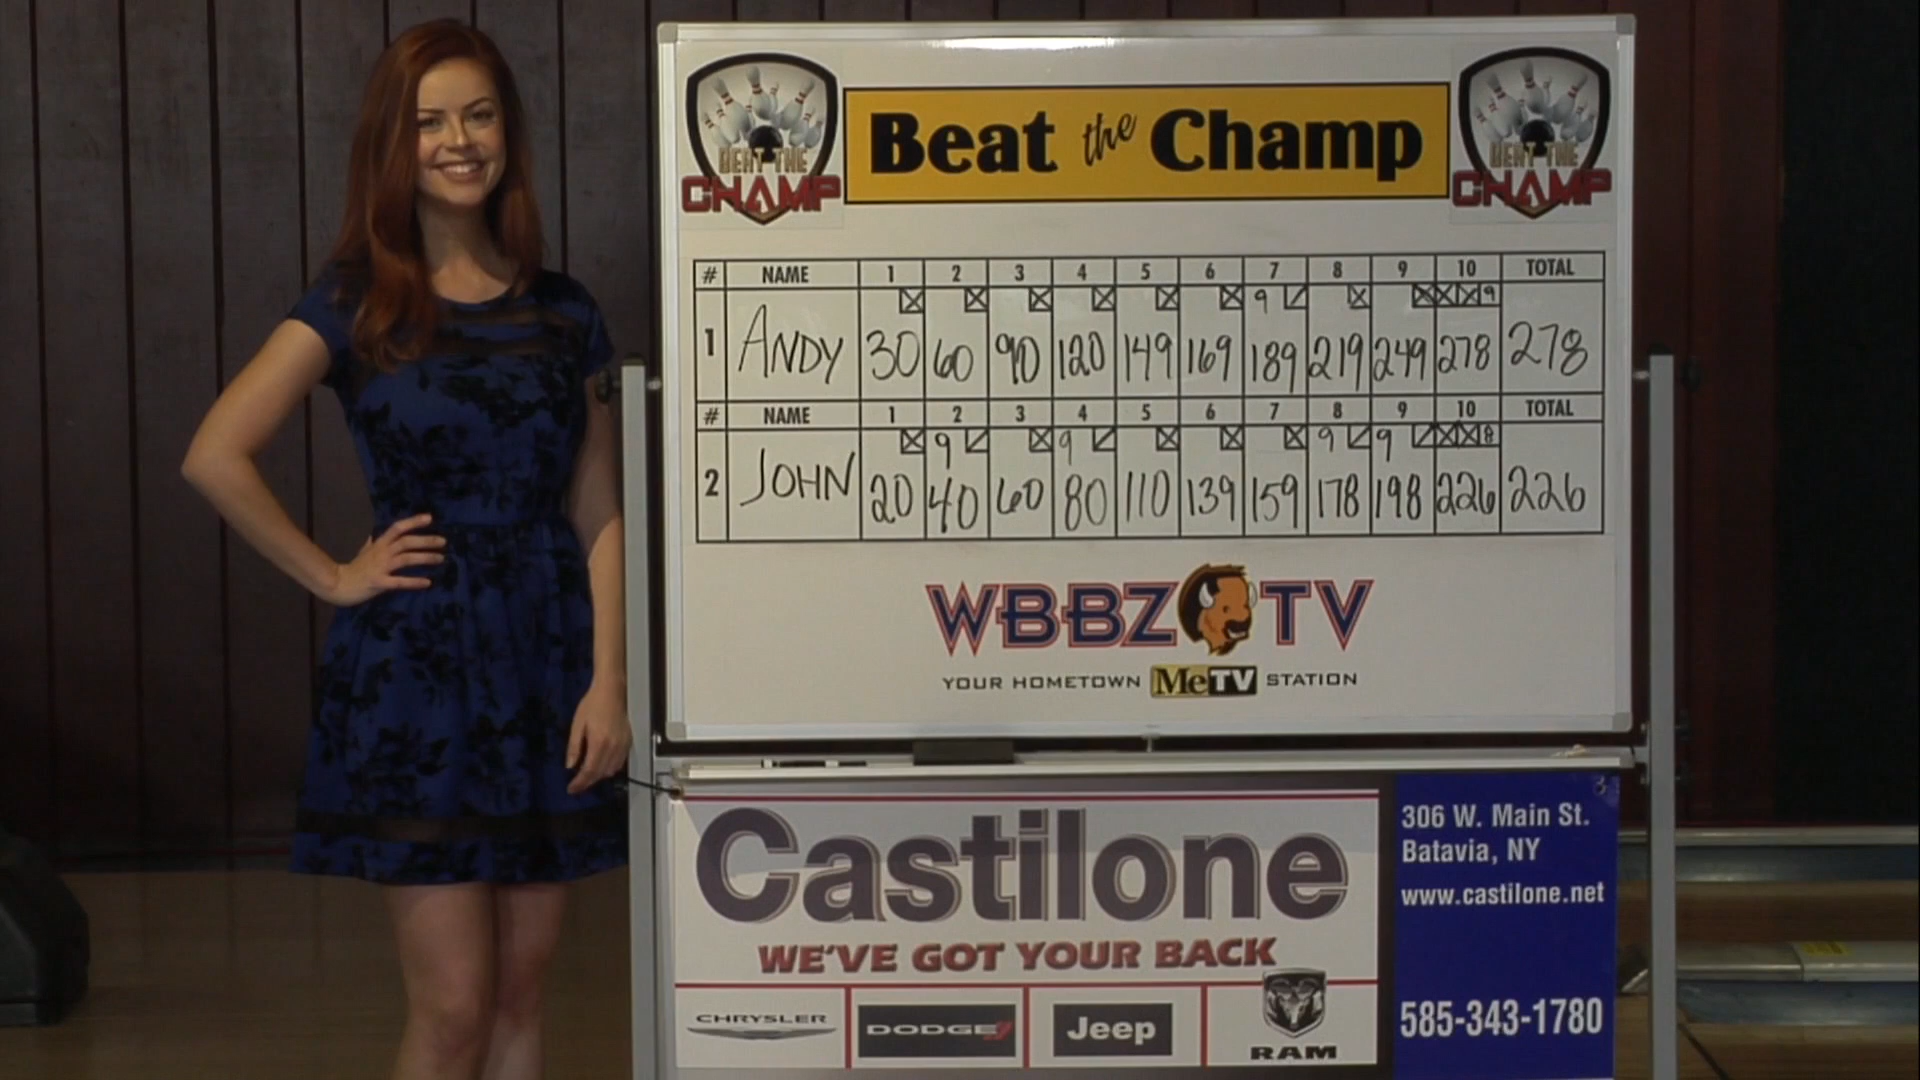 BEAT THE CHAMP
Beat the Champ
BEAT THE CHAMP
# NAME 1 2 3 4 5 6 7 8 9 10 TOTAL
X X X X X X 9 / X X X X 9
1 ANDY 30 60 90 120 149 169 189 219 249 278 278
# NAME 1 2 3 4 5 6 7 8 9 10 TOTAL
X 9 / X 9 / X X X 9 / 9 / X X 8
2 JOHN 20 40 60 80 110 139 159 178 198 226 226
WBBZ TV
YOUR HOMETOWN MeTV STATION
Castilone
WE'VE GOT YOUR BACK
CHRYSLER DODGE Jeep RAM
306 W. Main St.
Batavia, NY
www.castilone.net
585-343-1780